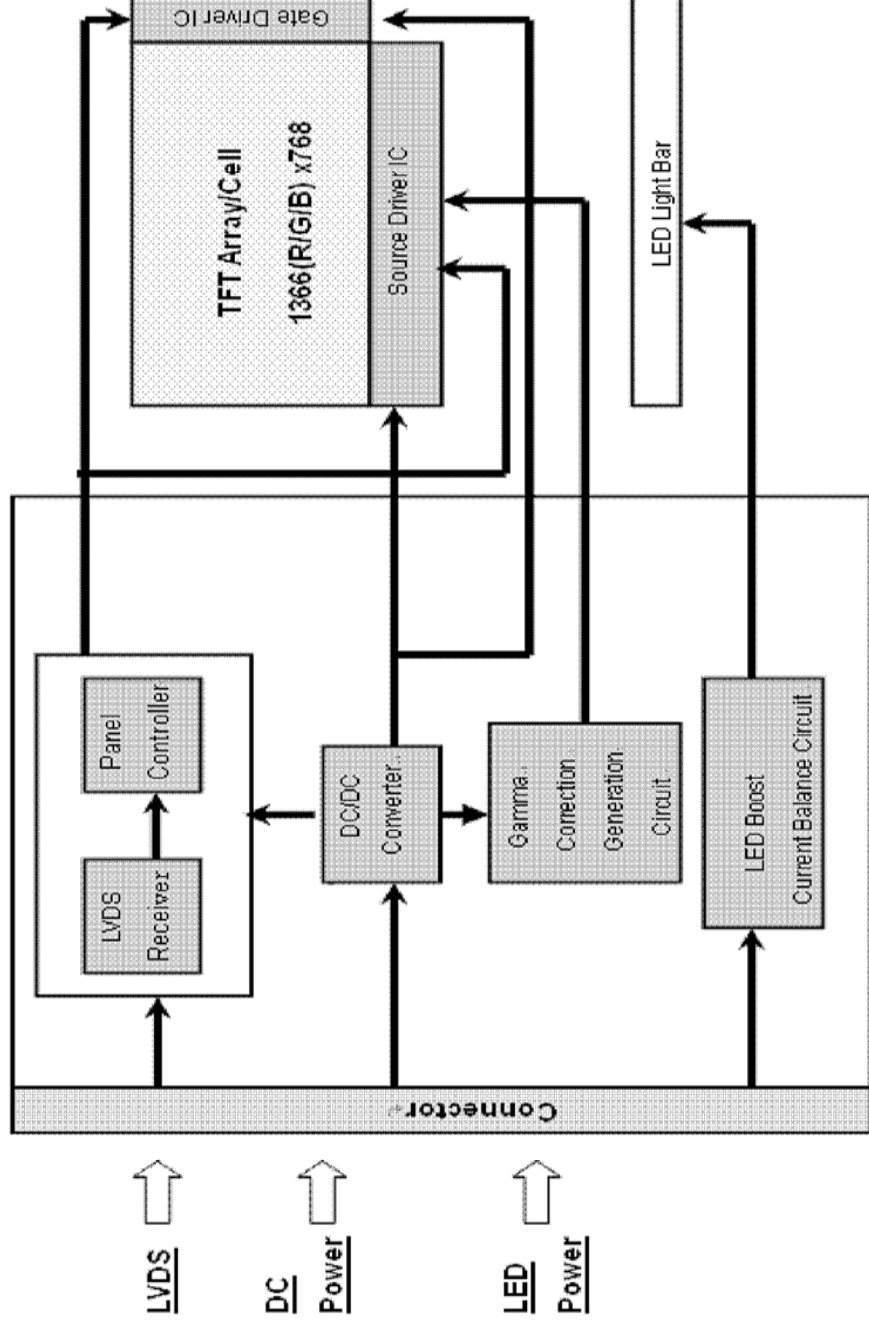 LVDS
DC
Power
LED
Power
Connector
LVDS
Receiver
Panel
Controller
DC/DC
Converter..
Gamma..
Correction
Generation
Circuit
LED Boost
Current Balance Circuit
TFT Array/Cell
1366(R/G/B) x768
Gate Driver IC
Source Driver IC
LED Light Bar